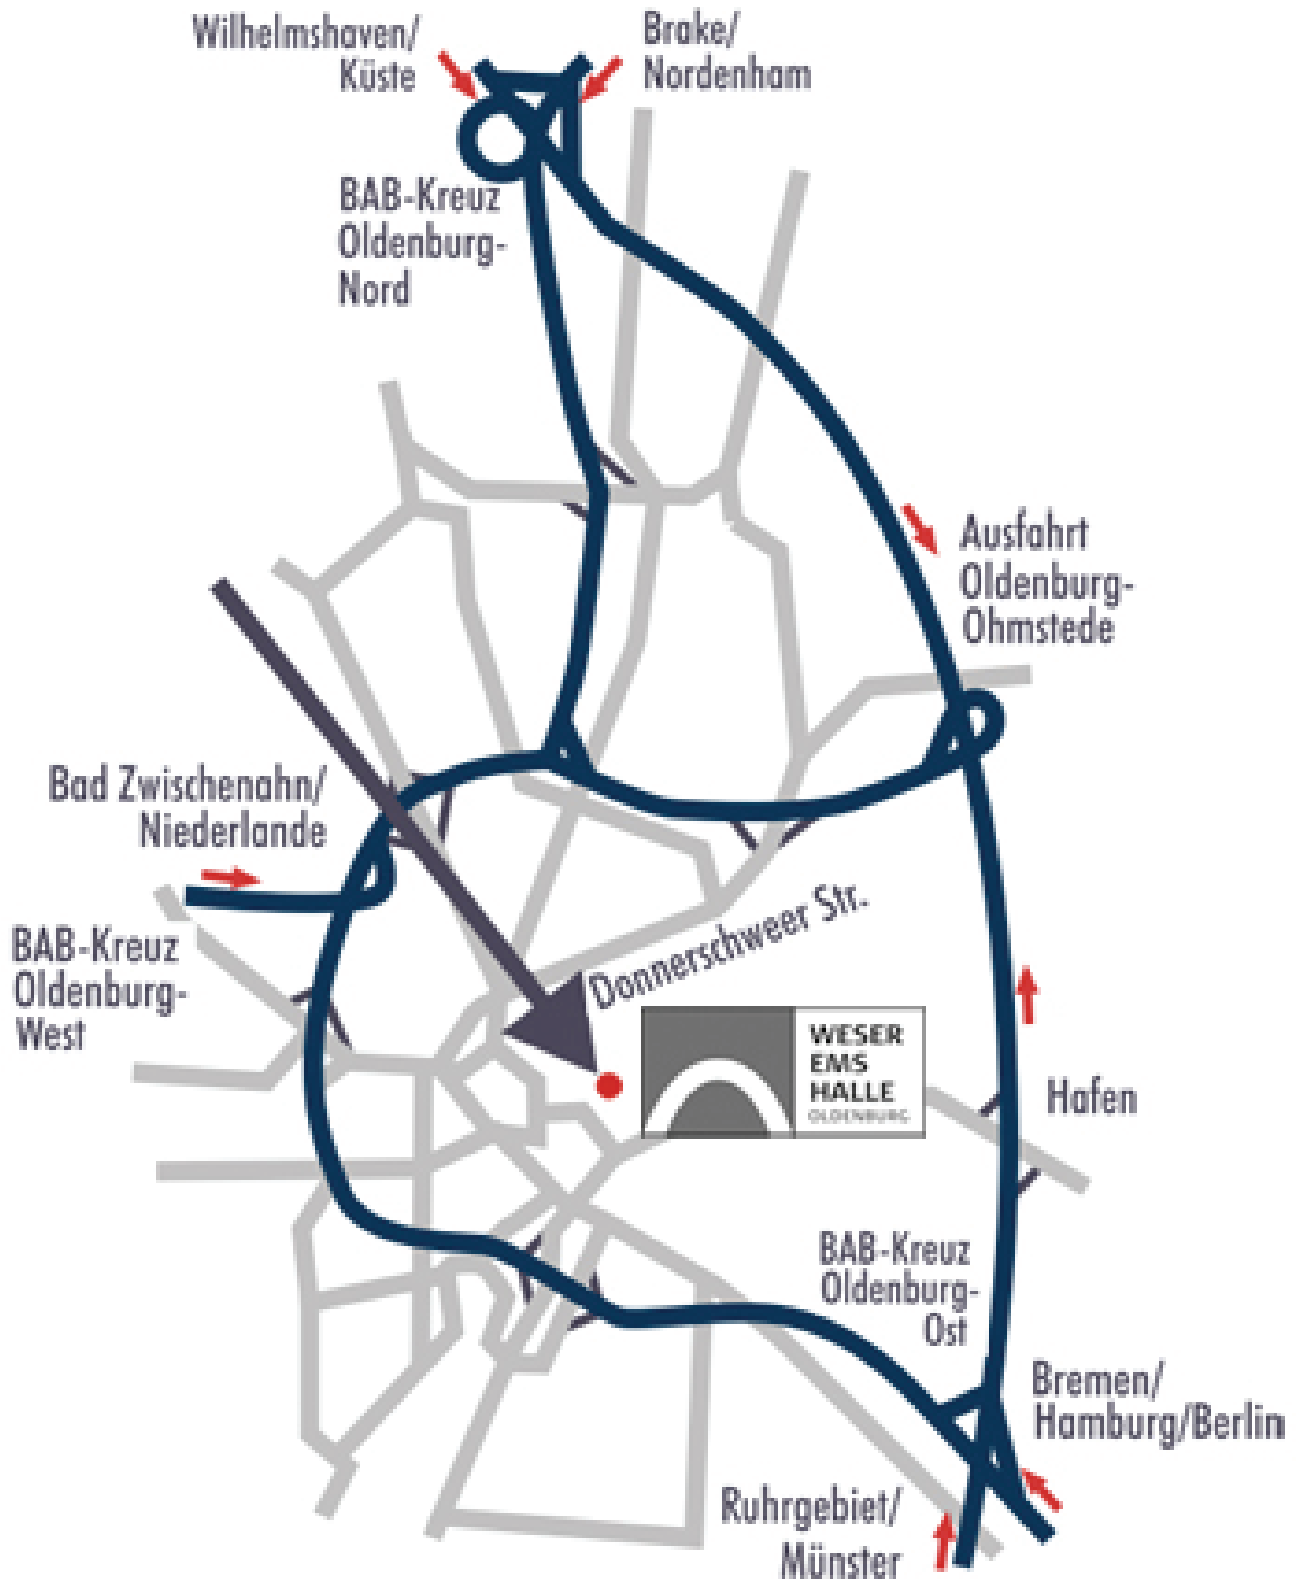 Wilhelmshaven/
Küste
Brake/
Nordenham
BAB-Kreuz
Oldenburg-
Nord
Ausfahrt
Oldenburg-
Ohmstede
Bad Zwischenahn/
Niederlande
BAB-Kreuz
Oldenburg-
West
Donnerschweer Str.
WESER
EMS
HALLE
OLDENBURG
Hafen
BAB-Kreuz
Oldenburg-
Ost
Bremen/
Hamburg/Berlin
Ruhrgebiet/
Münster